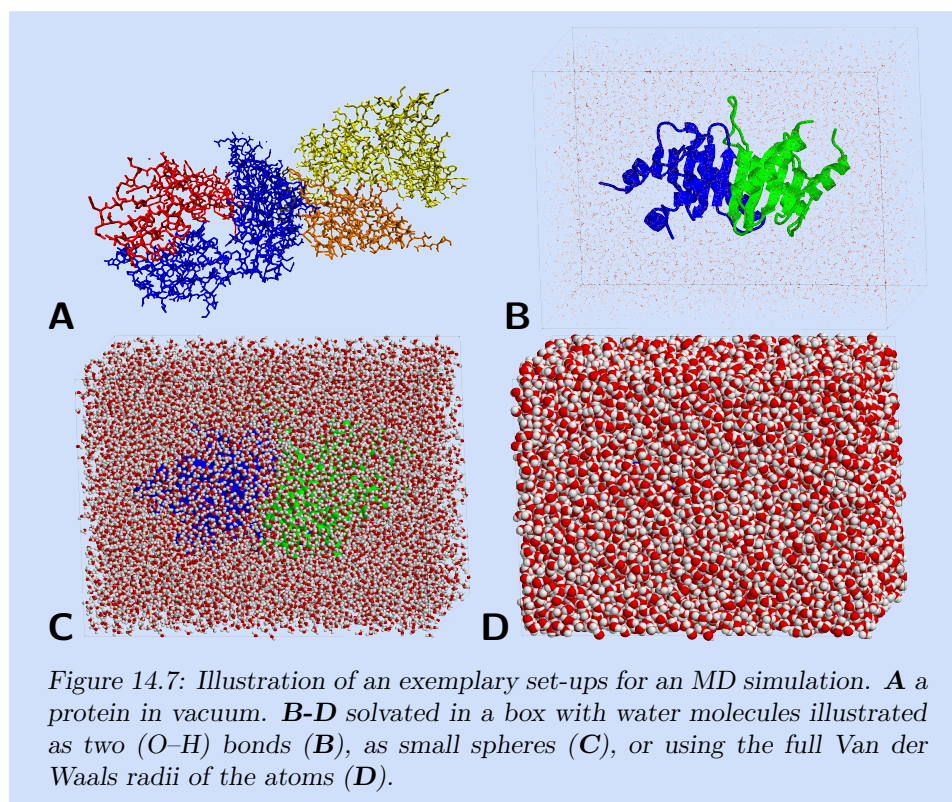 A
B
C
D
Figure 14.7: Illustration of an exemplary set-ups for an MD simulation. A a
protein in vacuum. B-D solvated in a box with water molecules illustrated
as two (O–H) bonds (B), as small spheres (C), or using the full Van der
Waals radii of the atoms (D).